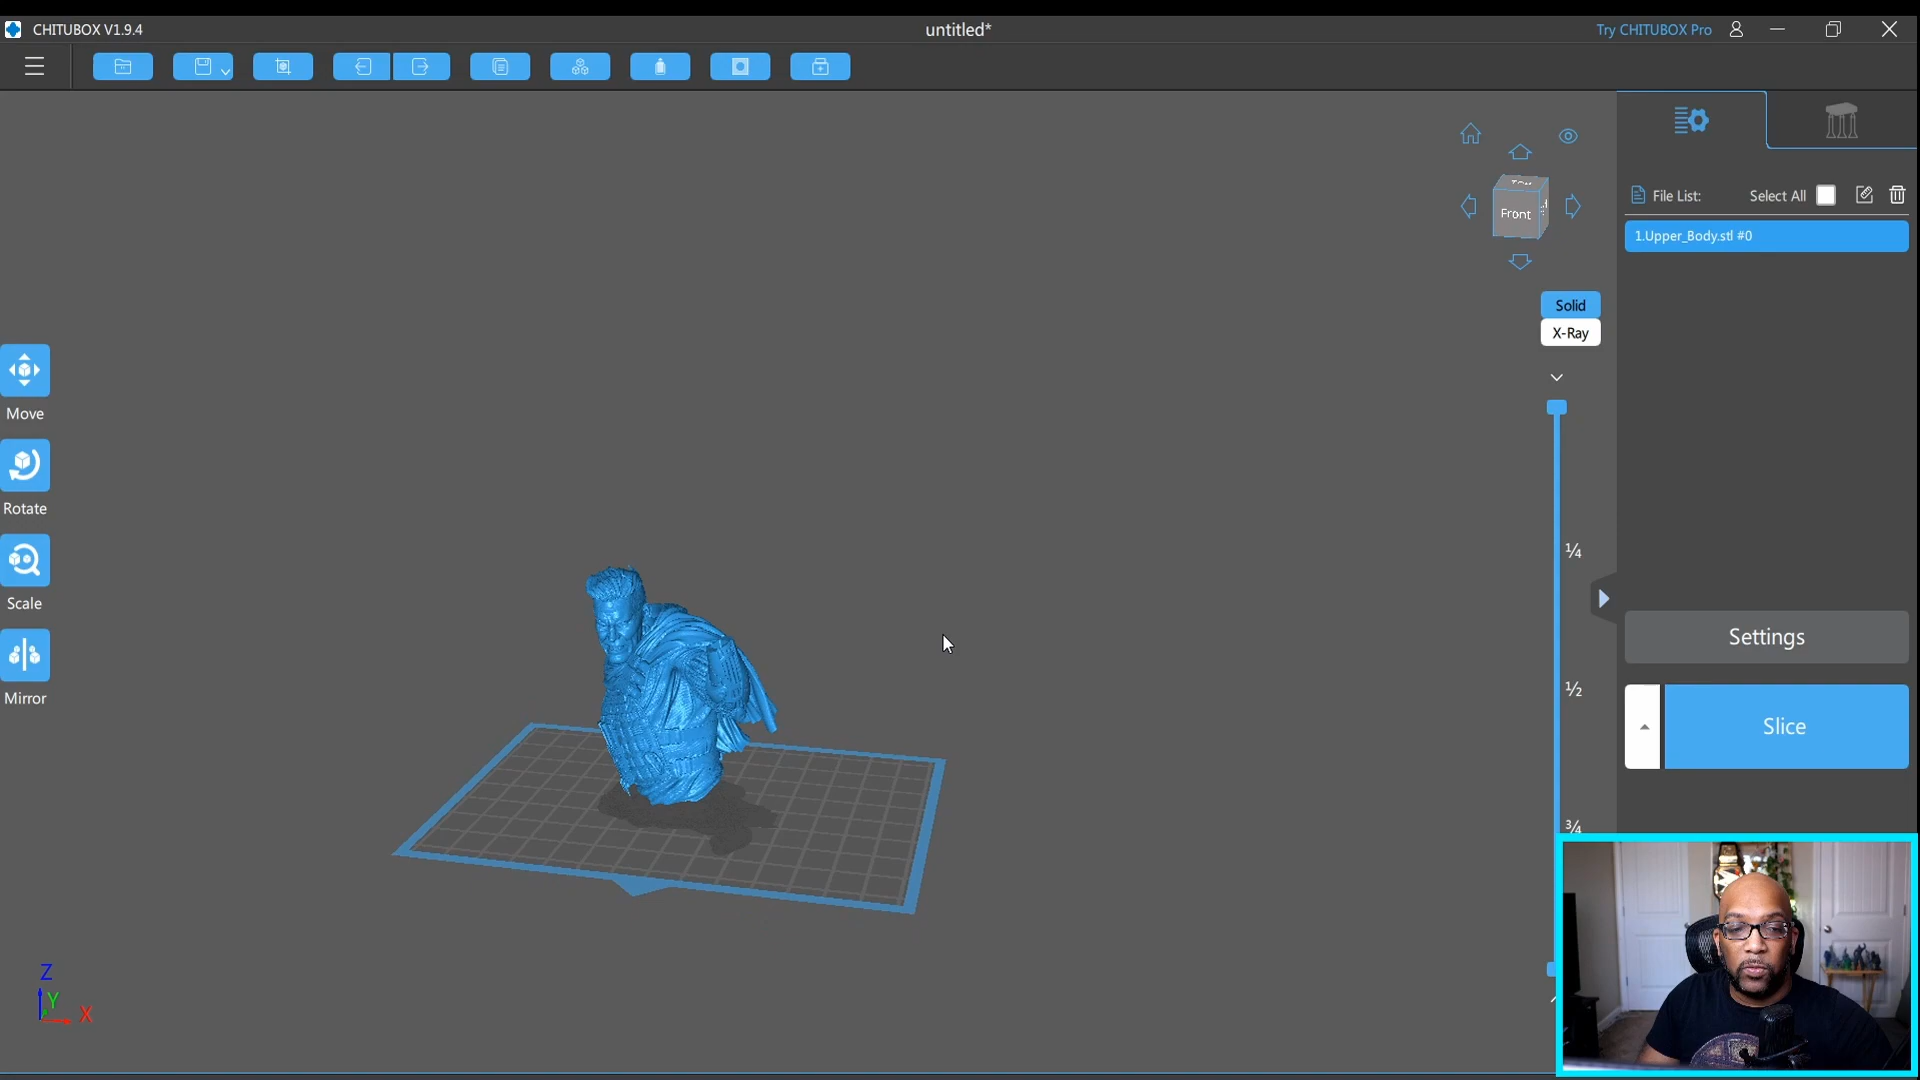 CHITUBOX V1.9.4
untitled*
Try CHITUBOX Pro
File List:
Select All
1.Upper_Body.stl #0
Front
Solid
X-Ray
Move
Rotate
Scale
Mirror
¼
½
¾
Settings
Slice
Z
Y
X